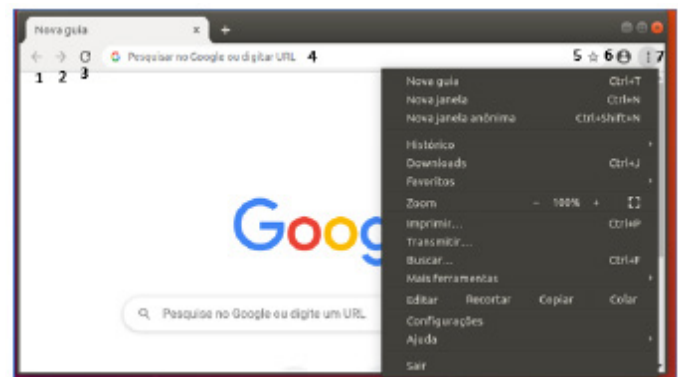 Nova guia x +
Pesquisar no Google ou digitar URL 4 5 6 7
1 2 3
Nova guia Ctrl+T
Nova janela Ctrl+N
Nova janela anônima Ctrl+Shift+N
Histórico
Downloads Ctrl+J
Favoritos
Zoom - 100% +
Imprimir... Ctrl+P
Transmitir...
Buscar... Ctrl+F
Mais ferramentas
Editar Recortar Copiar Colar
Configurações
Ajuda
Sair
Goog
Pesquise no Google ou digite um URL